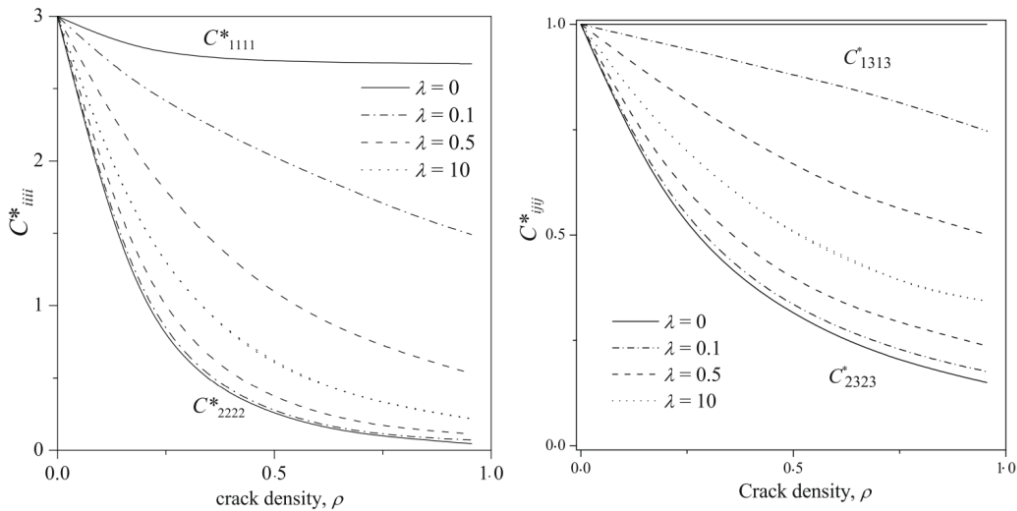 3
2
1
0
C*iiii
C*1111
λ = 0
λ = 0.1
λ = 0.5
λ = 10
C*2222
0.0
0.5
1.0
crack density, ρ
1.0
0.5
0.0
C*ijij
C*1313
λ = 0
λ = 0.1
λ = 0.5
λ = 10
C*2323
0.0
0.5
1.0
Crack density, ρ